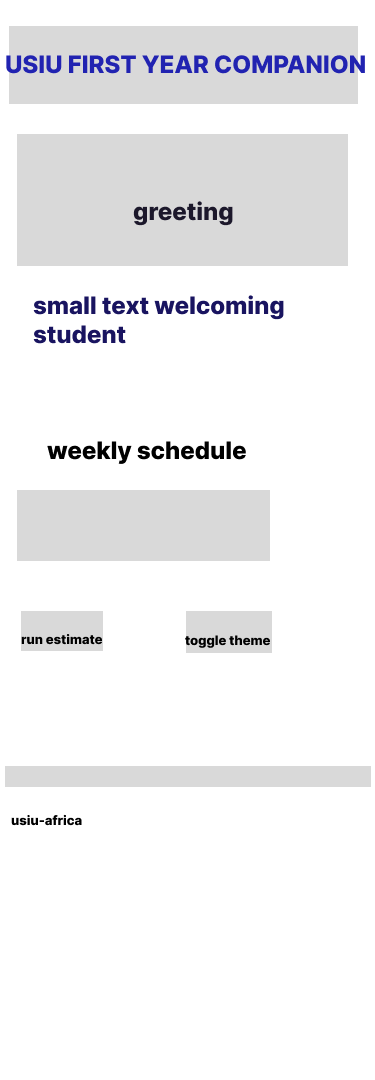 USIU FIRST YEAR COMPANION
greeting
small text welcoming
student
weekly schedule
run estimate
toggle theme
usiu-africa